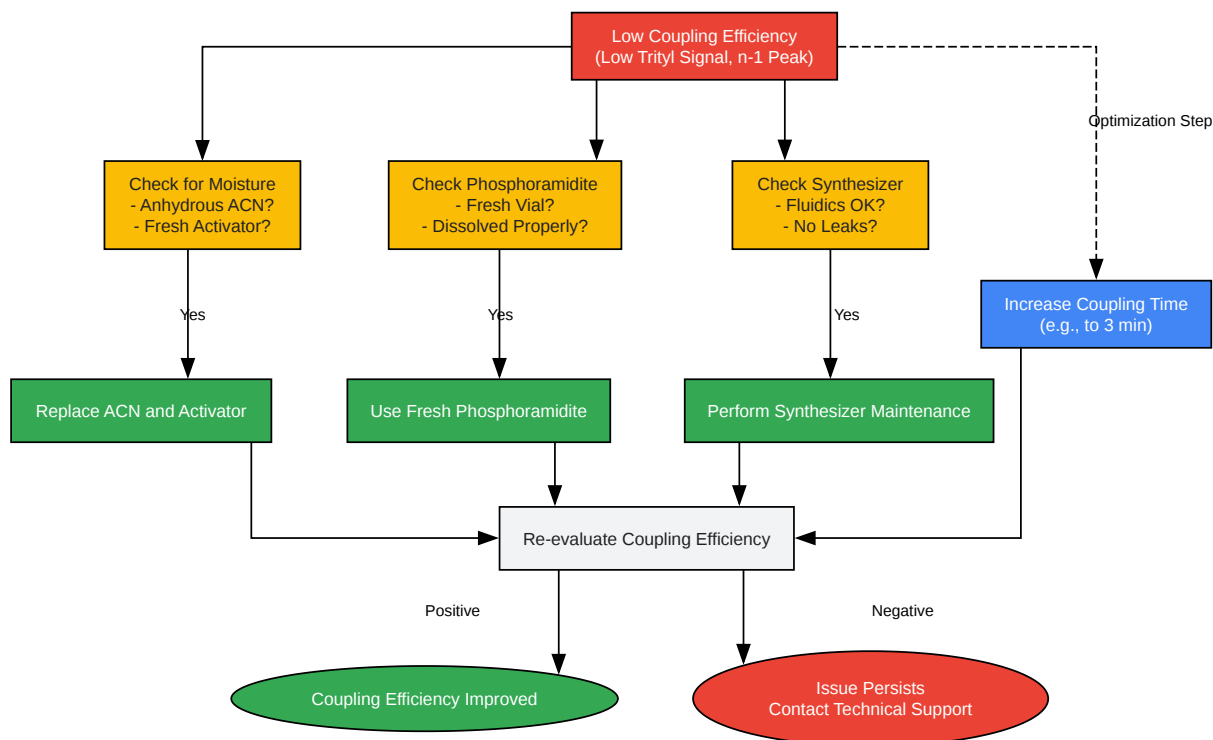 Low Coupling Efficiency
(Low Trityl Signal, n-1 Peak)
Optimization Step
Check for Moisture
- Anhydrous ACN?
- Fresh Activator?
Check Phosphoramidite
- Fresh Vial?
- Dissolved Properly?
Check Synthesizer
- Fluidics OK?
- No Leaks?
Increase Coupling Time
(e.g., to 3 min)
Yes
Yes
Yes
Replace ACN and Activator
Use Fresh Phosphoramidite
Perform Synthesizer Maintenance
Re-evaluate Coupling Efficiency
Positive
Negative
Coupling Efficiency Improved
Issue Persists
Contact Technical Support